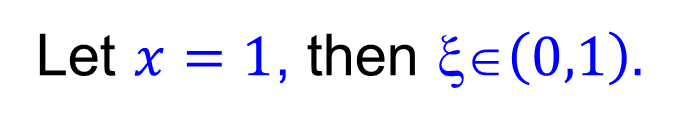 Let x = 1, then ξ∈(0,1).